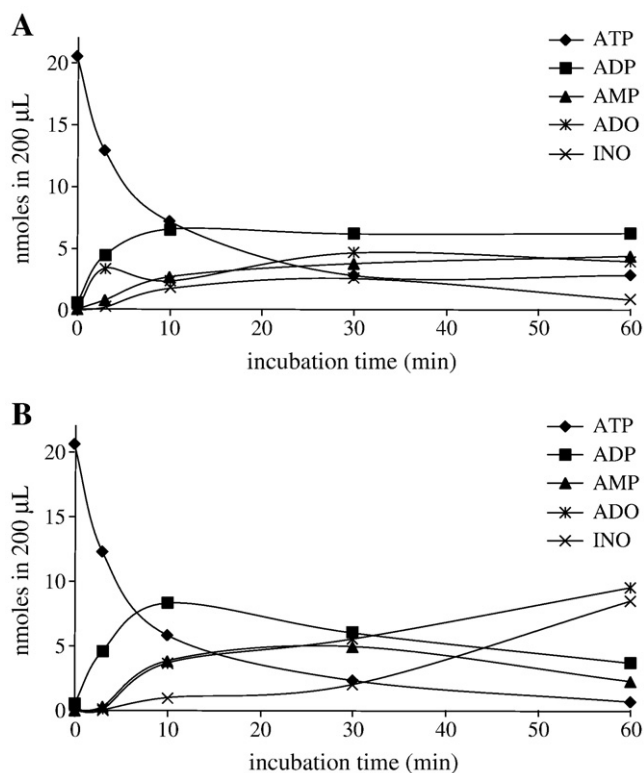 A
ATP
ADP
AMP
ADO
INO
nmoles in 200 µL
20
15
10
5
0
0 10 20 30 40 50 60
incubation time (min)
B
ATP
ADP
AMP
ADO
INO
nmoles in 200 µL
20
15
10
5
0
0 10 20 30 40 50 60
incubation time (min)